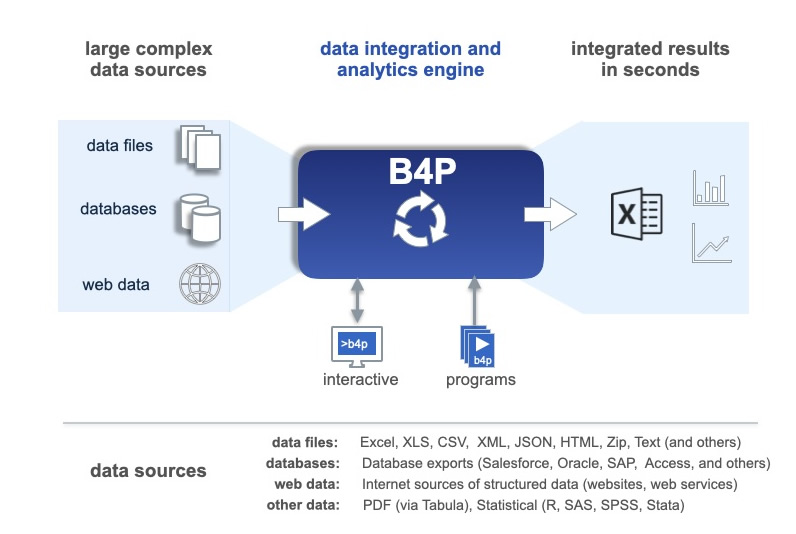 large complex
data sources
data integration and
analytics engine
integrated results
in seconds
data files
databases
web data
B4P
X
>b4p
interactive
b4p
programs
data sources
data files: Excel, XLS, CSV, XML, JSON, HTML, Zip, Text (and others)
databases: Database exports (Salesforce, Oracle, SAP, Access, and others)
web data: Internet sources of structured data (websites, web services)
other data: PDF (via Tabula), Statistical (R, SAS, SPSS, Stata)